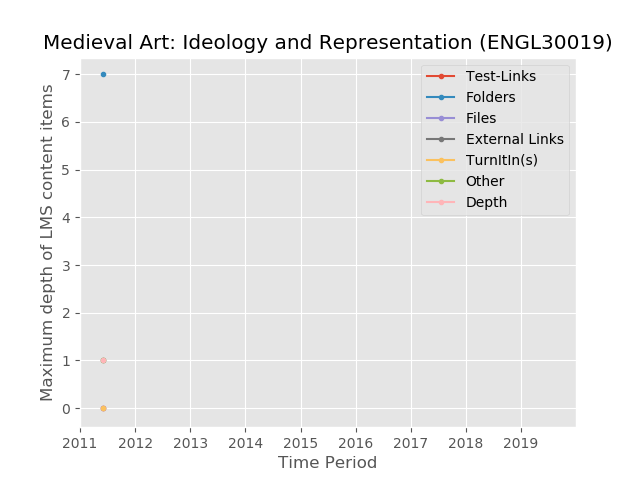 Medieval Art: Ideology and Representation (ENGL30019)
Maximum depth of LMS content items
7
6
5
4
3
2
1
0
Test-Links
Folders
Files
External Links
TurnItIn(s)
Other
Depth
2011 2012 2013 2014 2015 2016 2017 2018 2019
Time Period